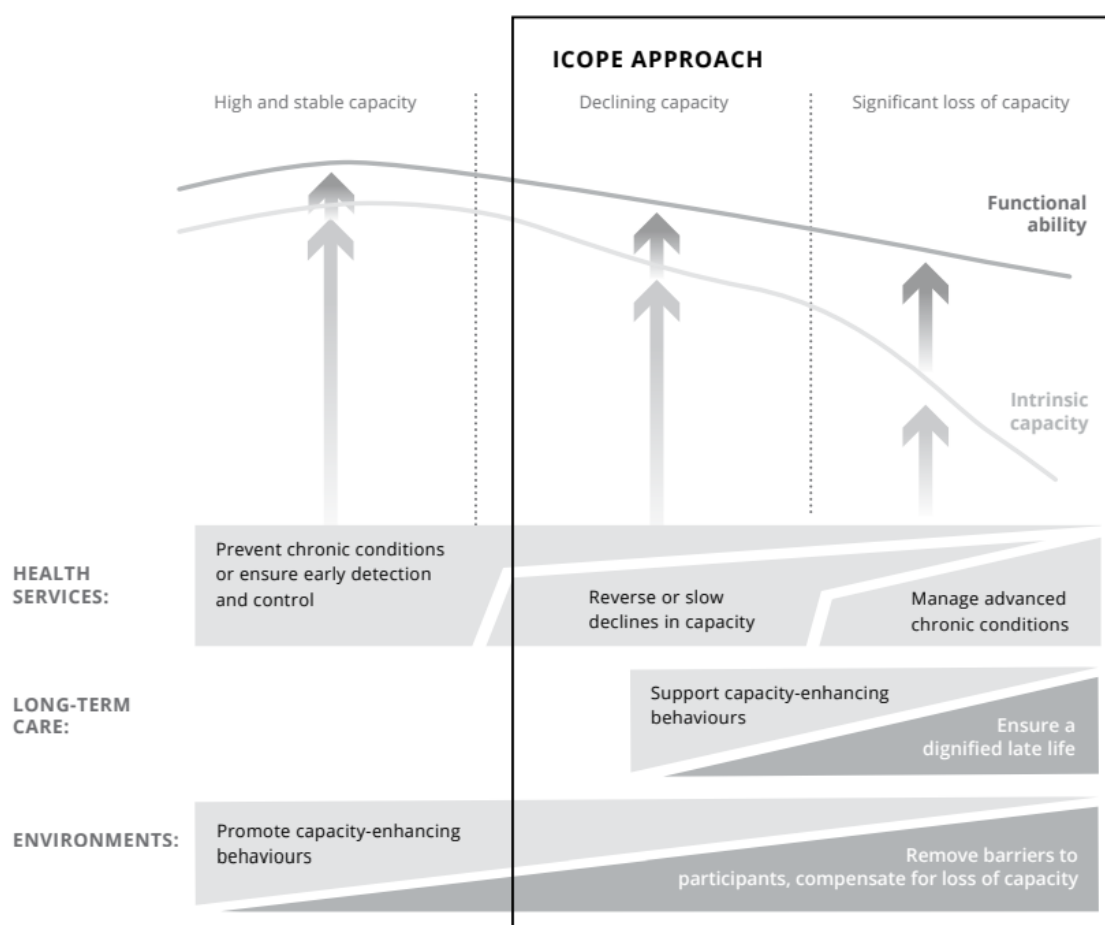 ICOPE APPROACH
High and stable capacity
Declining capacity
Significant loss of capacity
Functional
ability
Intrinsic
capacity
HEALTH
SERVICES:
Prevent chronic conditions
or ensure early detection
and control
Reverse or slow
declines in capacity
Manage advanced
chronic conditions
LONG-TERM
CARE:
Support capacity-enhancing
behaviours
Ensure a
dignified late life
ENVIRONMENTS:
Promote capacity-enhancing
behaviours
Remove barriers to
participants, compensate for loss of capacity